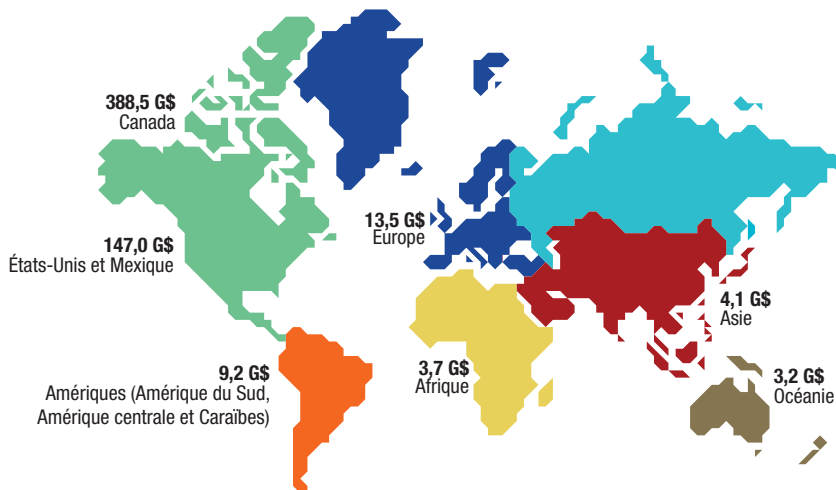 388,5 G$
Canada
147,0 G$
États-Unis et Mexique
13,5 G$
Europe
4,1 G$
Asie
9,2 G$
Amériques (Amérique du Sud,
Amérique centrale et Caraïbes)
3,7 G$
Afrique
3,2 G$
Océanie